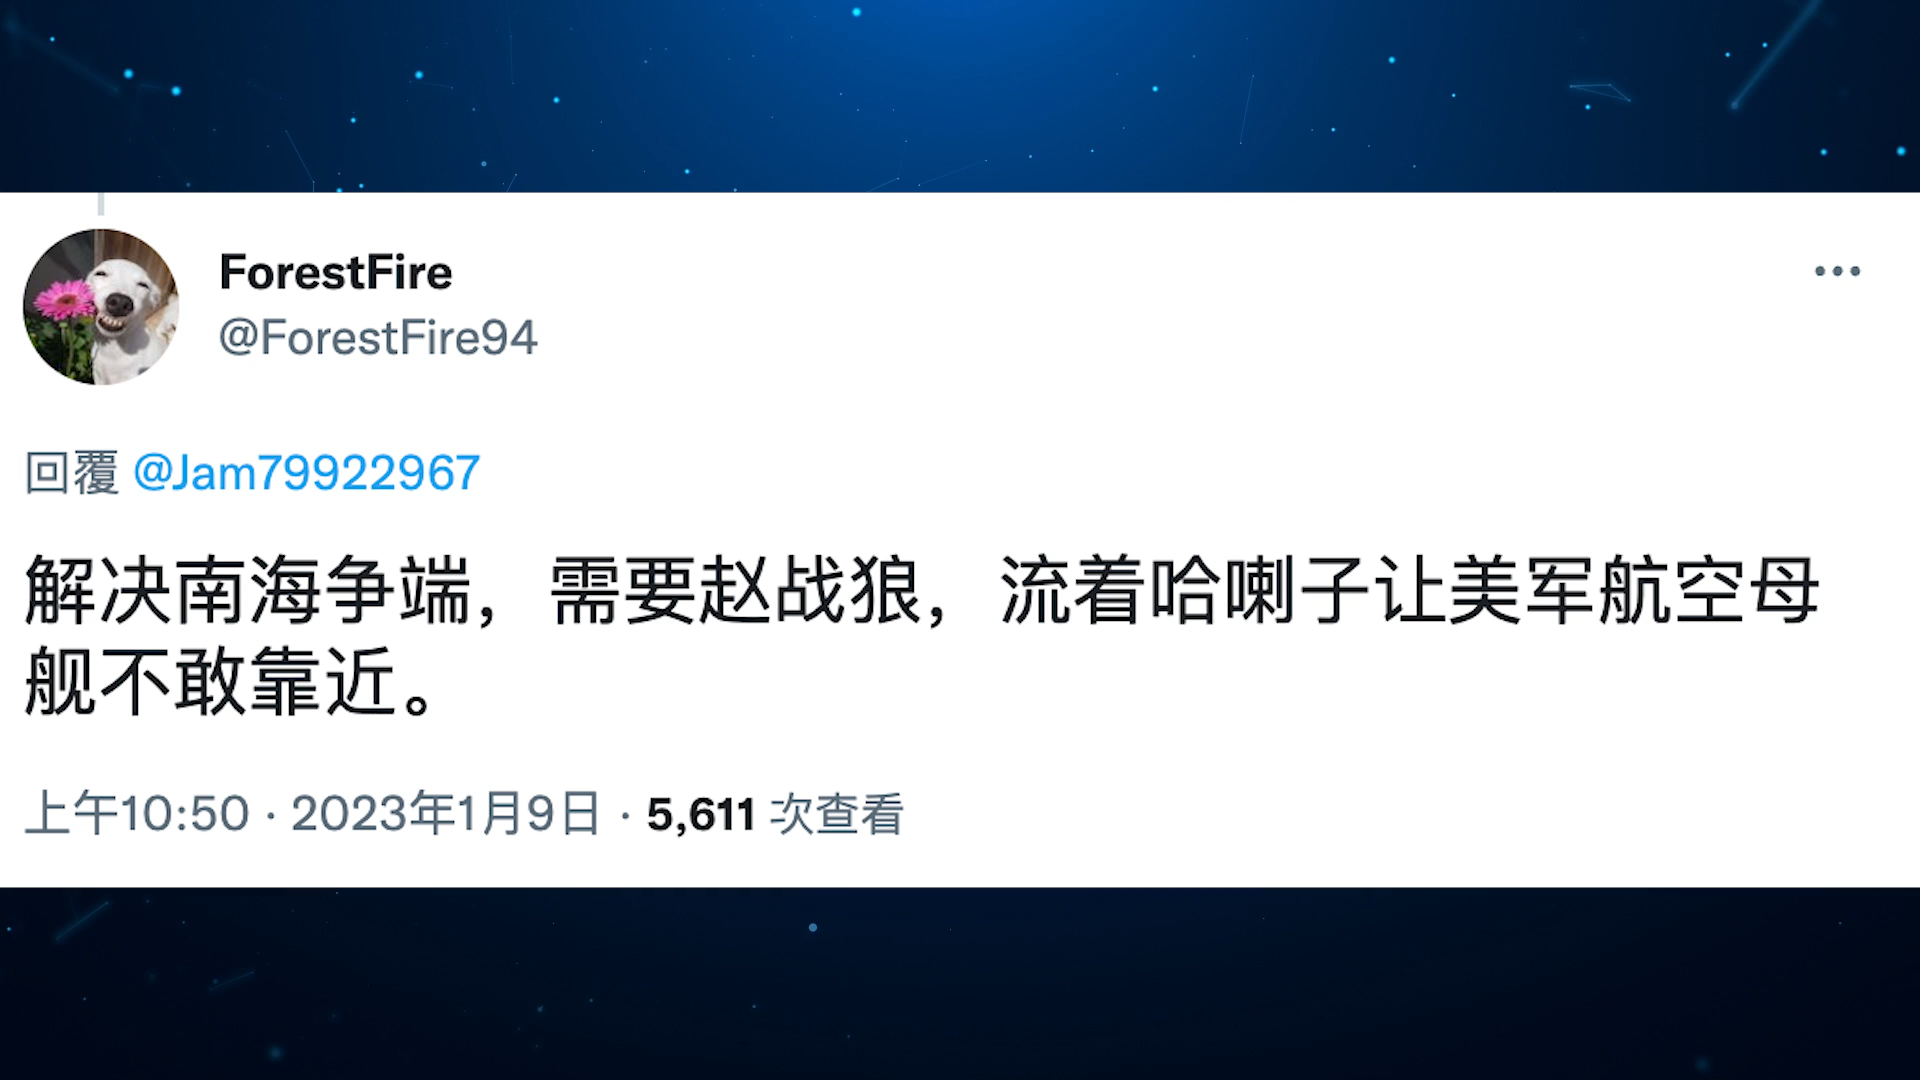 ForestFire
@ForestFire94
回覆 @Jam79922967
解决南海争端，需要赵战狼，流着哈喇子让美军航空母
舰不敢靠近。
上午10:50 · 2023年1月9日 · 5,611 次查看